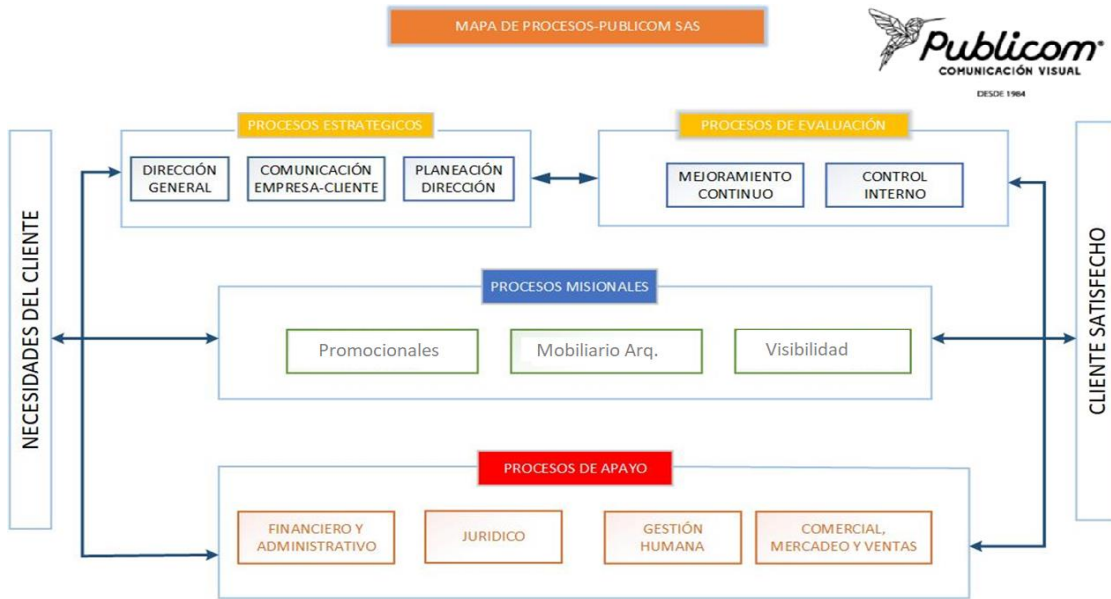 MAPA DE PROCESOS-PUBLICOM SAS
Publicom®
COMUNICACIÓN VISUAL
DESDE 1984
PROCESOS ESTRATEGICOS
PROCESOS DE EVALUACIÓN
DIRECCIÓN
GENERAL
COMUNICACIÓN
EMPRESA-CLIENTE
PLANEACIÓN
DIRECCIÓN
MEJORAMIENTO
CONTINUO
CONTROL
INTERNO
NECESIDADES DEL CLIENTE
CLIENTE SATISFECHO
PROCESOS MISIONALES
Promocionales
Mobiliario Arq.
Visibilidad
PROCESOS DE APAYO
FINANCIERO Y
ADMINISTRATIVO
JURIDICO
GESTIÓN
HUMANA
COMERCIAL,
MERCADEO Y VENTAS